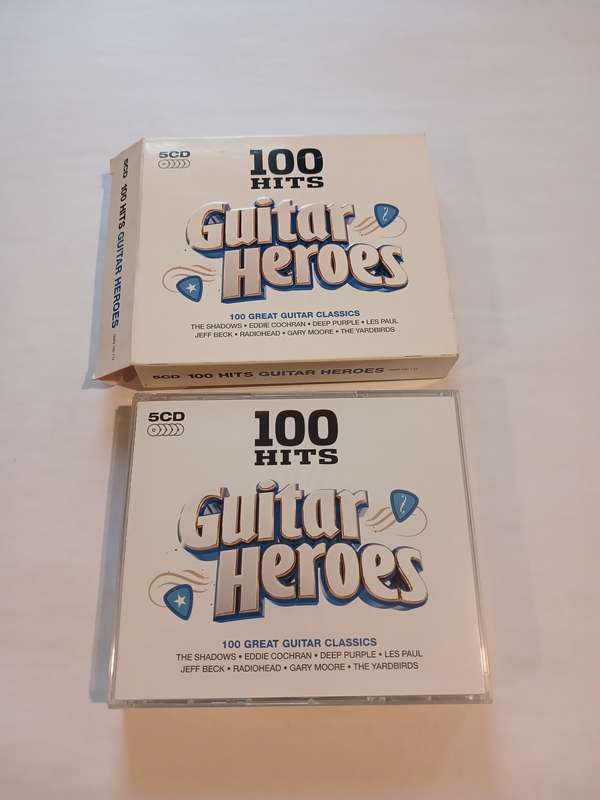 5CD
100
HITS
Guitar
Heroes
100 GREAT GUITAR CLASSICS
THE SHADOWS • EDDIE COCHRAN • DEEP PURPLE • LES PAUL
JEFF BECK • RADIOHEAD • GARY MOORE • THE YARDBIRDS
5CD 100 HITS GUITAR HEROES
5CD 100 HITS GUITAR HEROES
5CD
100
HITS
Guitar
Heroes
100 GREAT GUITAR CLASSICS
THE SHADOWS • EDDIE COCHRAN • DEEP PURPLE • LES PAUL
JEFF BECK • RADIOHEAD • GARY MOORE • THE YARDBIRDS